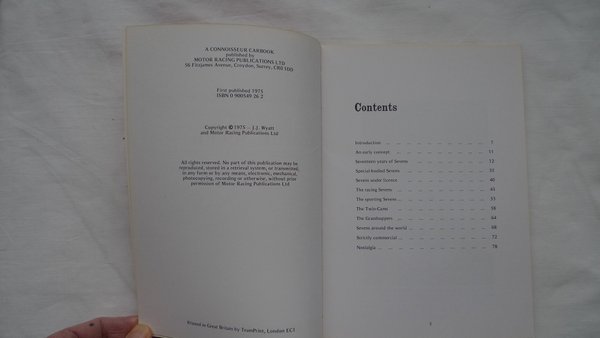 A CONNOISSEUR CARBOOK
published by
MOTOR RACING PUBLICATIONS LTD
56 Fitzjames Avenue, Croydon, Surrey, CR0 5DD
First published 1975
ISBN 0 900549 26 2
Copyright © 1975 - J.J. Wyatt
and Motor Racing Publications Ltd
All rights reserved. No part of this publication may be
reproduced, stored in a retrieval system, or transmitted,
in any form or by any means, electronic, mechanical,
photocopying, recording or otherwise, without prior
permission of Motor Racing Publications Ltd
Printed in Great Britain by TeamPrint, London EC1
Contents
Introduction 7
An early concept 11
Seventeen years of Sevens 12
Special-bodied Sevens 35
Sevens under licence 40
The racing Sevens 45
The sporting Sevens 53
The Twin-Cams 58
The Grasshoppers 64
Sevens around the world 68
Strictly commercial 72
Nostalgia 78